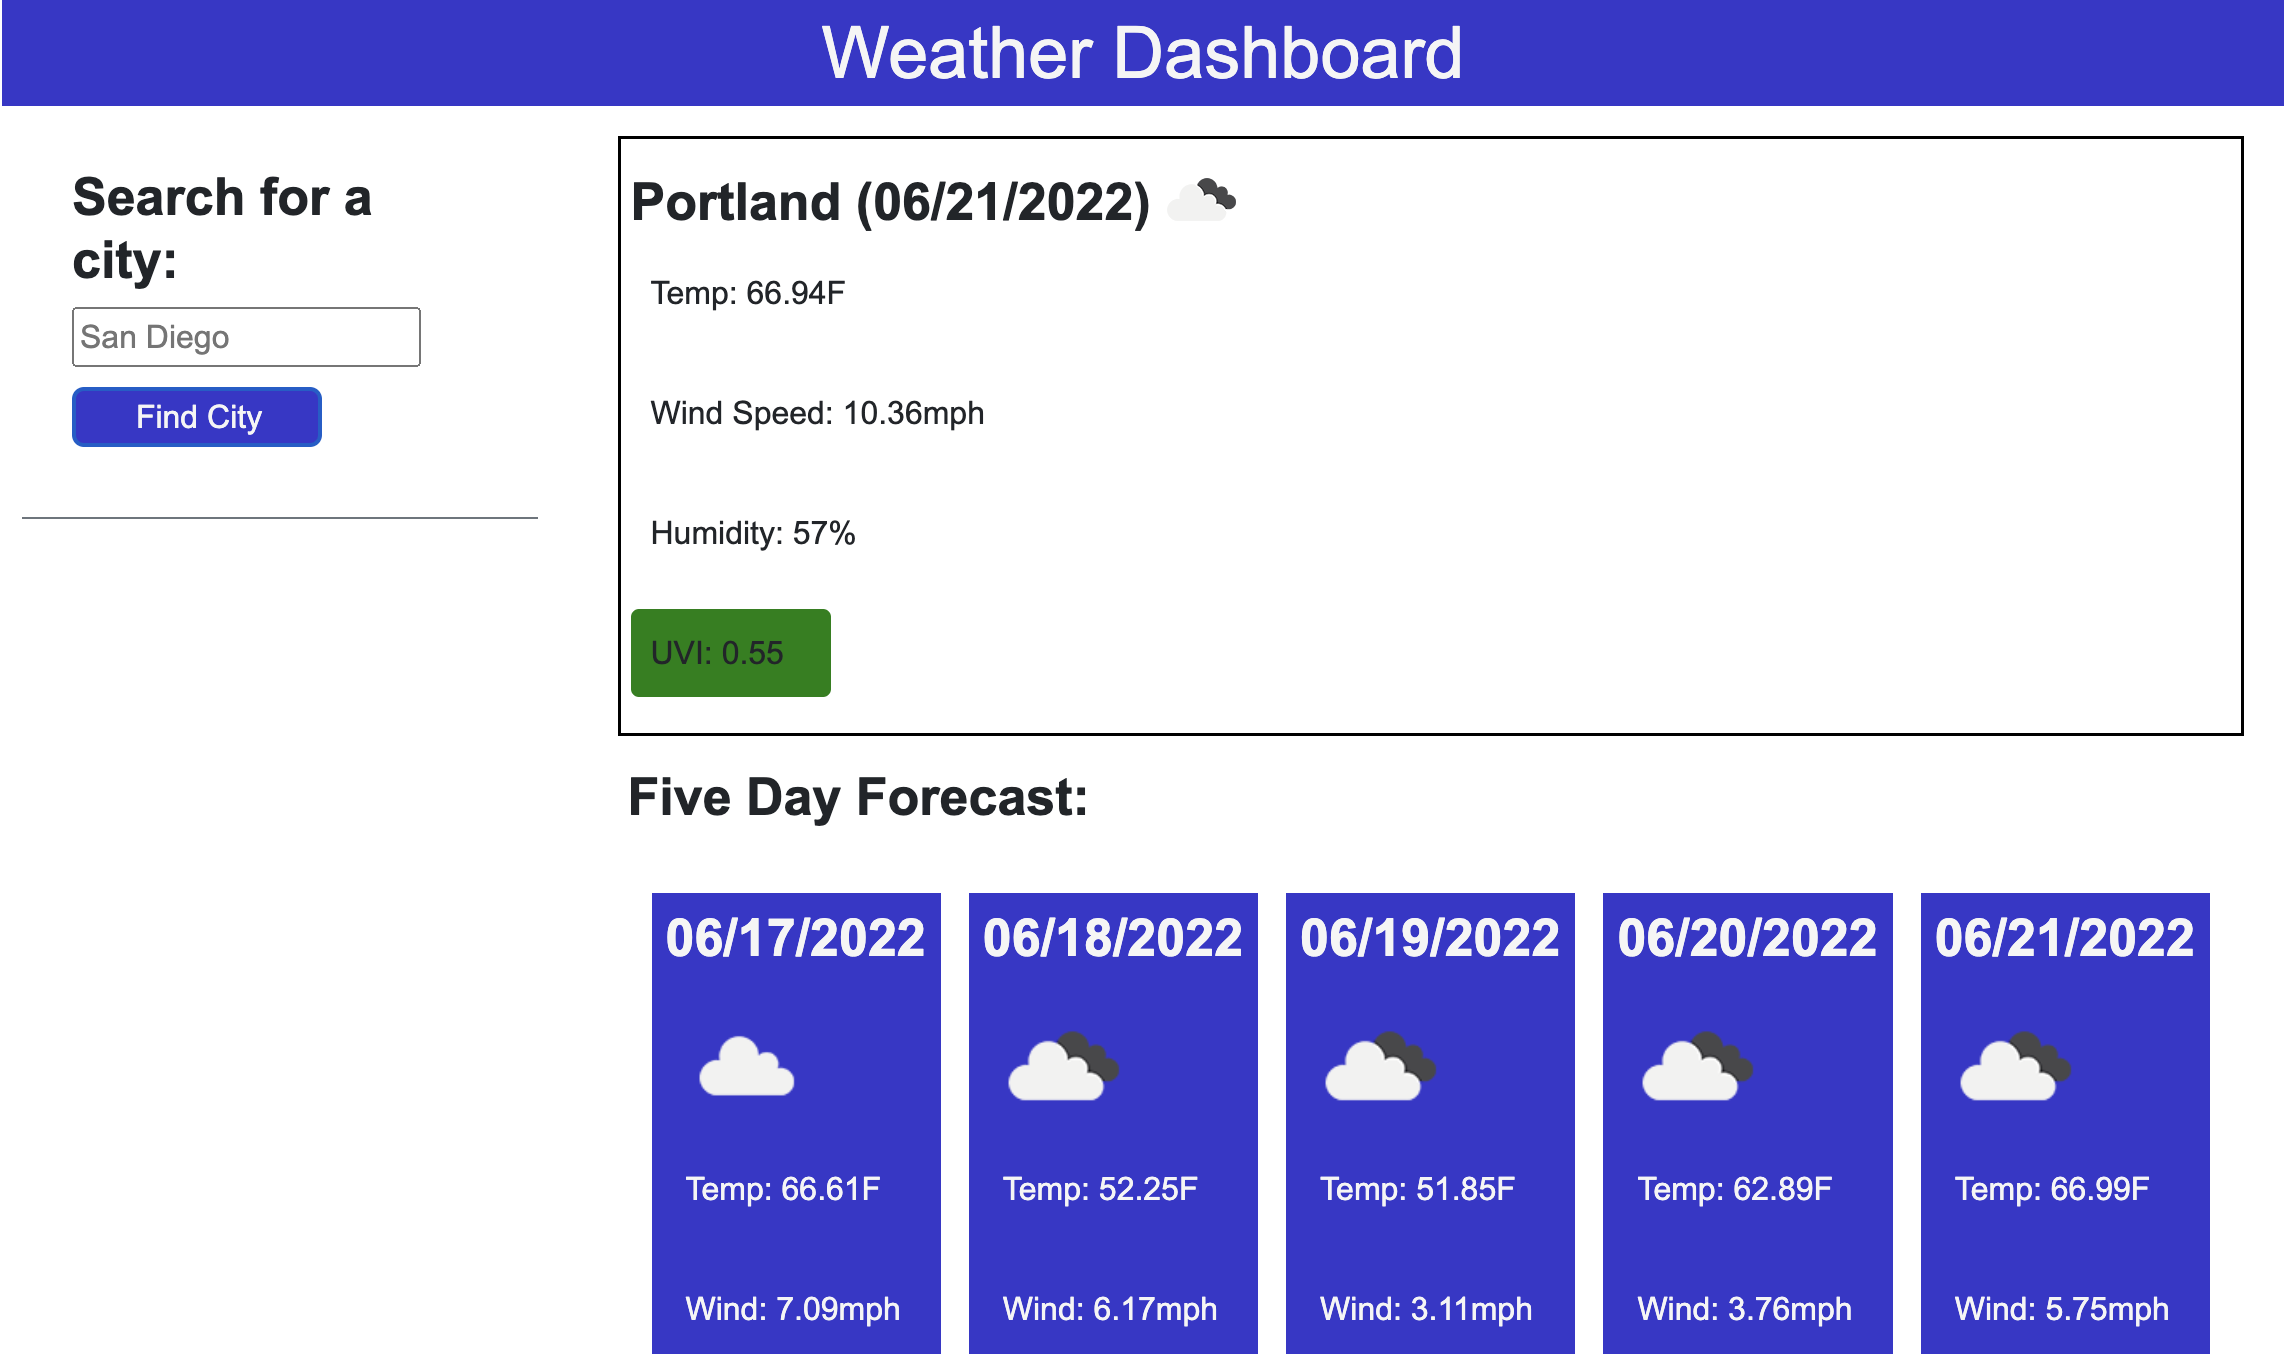 Weather Dashboard
Search for a
city:
San Diego
Find City
Portland (06/21/2022)
Temp: 66.94F
Wind Speed: 10.36mph
Humidity: 57%
UVI: 0.55
Five Day Forecast:
06/17/2022
Temp: 66.61F
Wind: 7.09mph
06/18/2022
Temp: 52.25F
Wind: 6.17mph
06/19/2022
Temp: 51.85F
Wind: 3.11mph
06/20/2022
Temp: 62.89F
Wind: 3.76mph
06/21/2022
Temp: 66.99F
Wind: 5.75mph